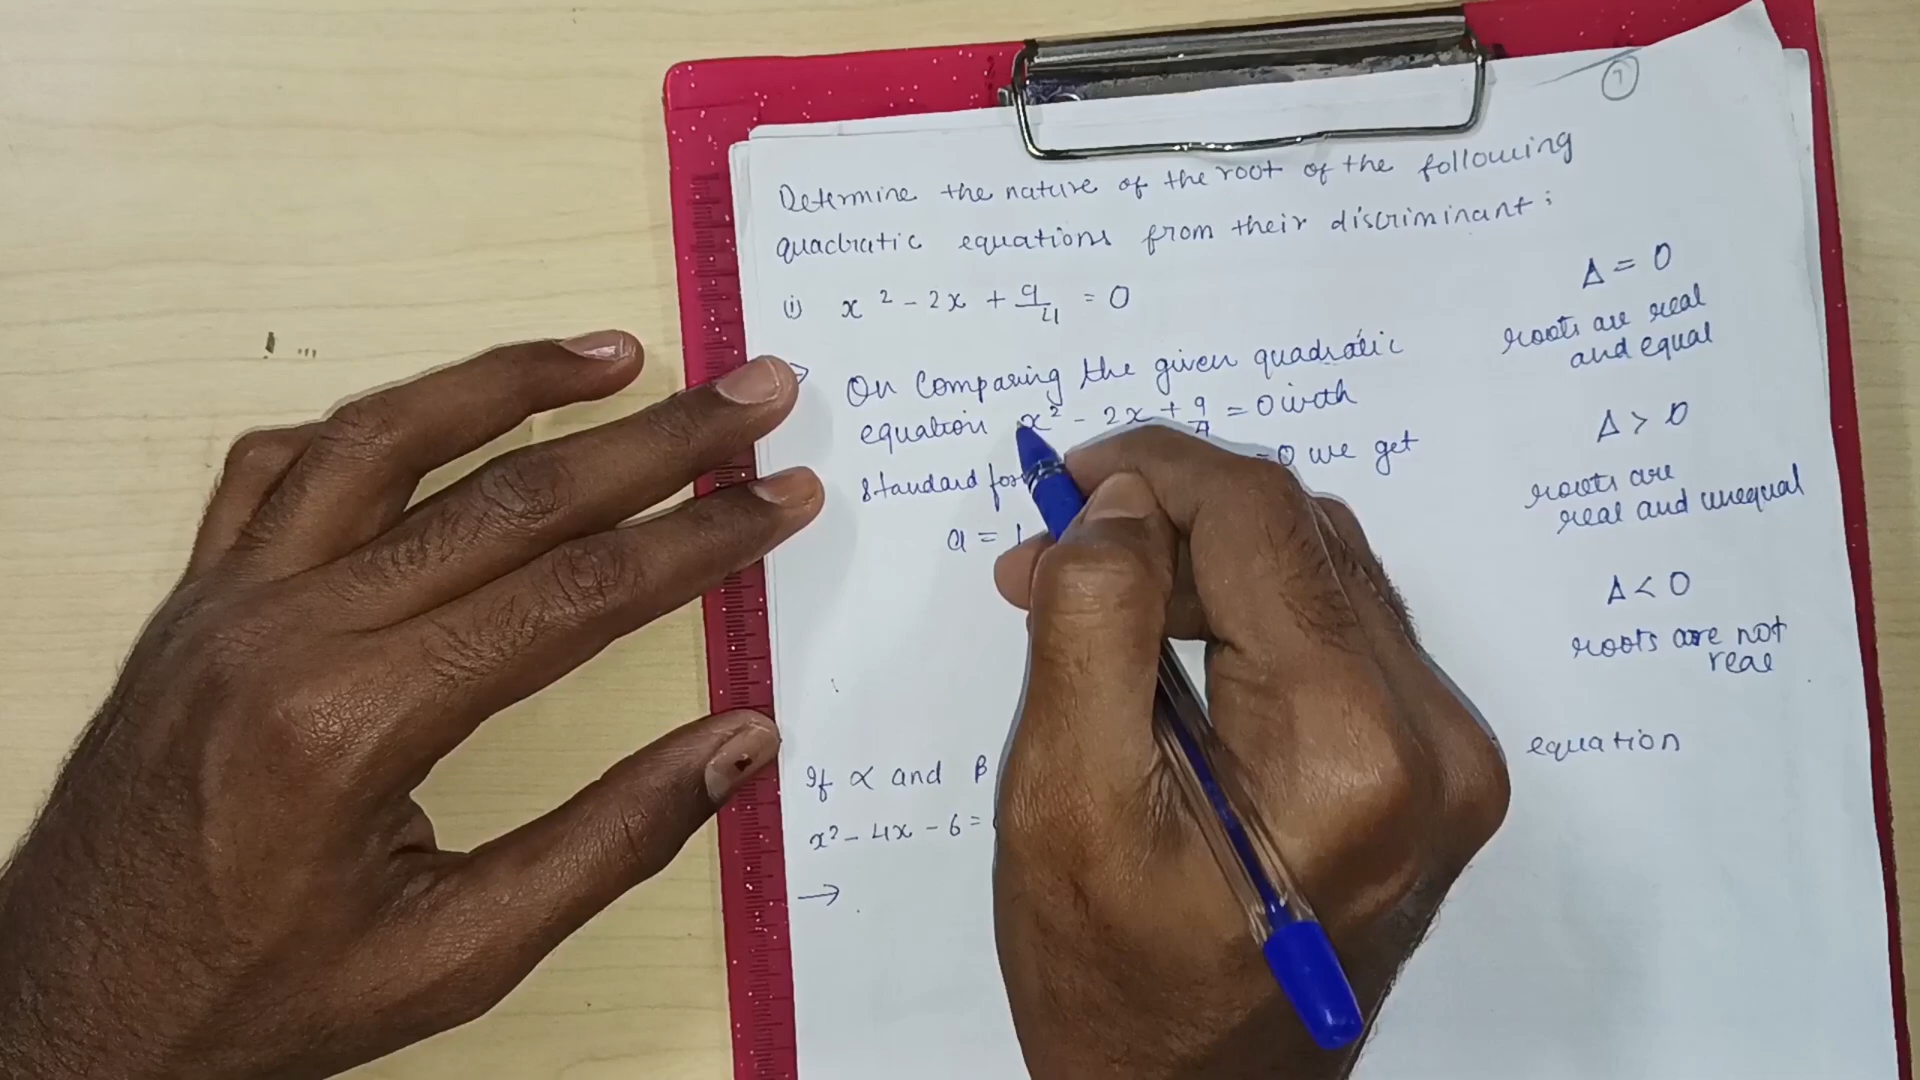 7
Determine the nature of the root of the following
quadratic equations from their discriminant:
(i) x² - 2x + 9/4 = 0
On Comparing the given quadratic
equation x² - 2x + 9/4 = 0 with
standard = 0 we get
a = 1
If α and β equation
x² - 4x - 6 =
→
Δ = 0
roots are real
and equal
Δ > 0
roots are
real and unequal
Δ < 0
roots are not
real